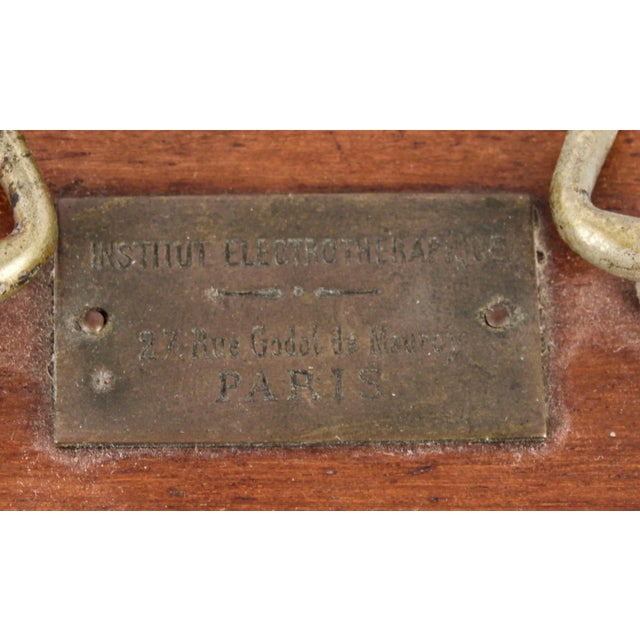 INSTITUT ELECTROTHERAPIQUE
27, Rue Godot de Mauroy
PARIS